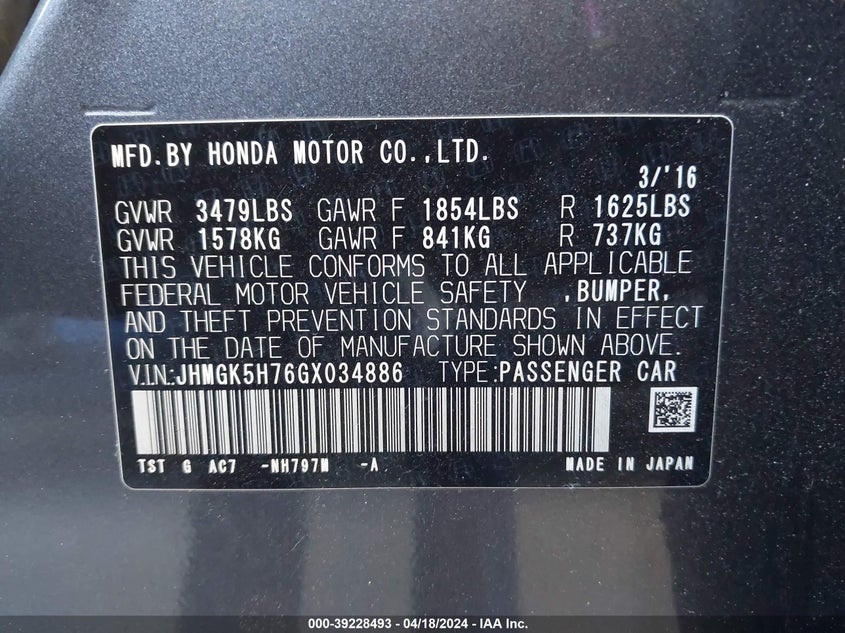 MFD.BY HONDA MOTOR CO.,LTD.
3/'16
GVWR 3479LBS GAWR F 1854LBS R 1625LBS
GVWR 1578KG GAWR F 841KG R 737KG
THIS VEHICLE CONFORMS TO ALL APPLICABLE
FEDERAL MOTOR VEHICLE SAFETY ,BUMPER,
AND THEFT PREVENTION STANDARDS IN EFFECT
ON THE DATE OF MANUFACTURE SHOWN ABOVE.
V.I.N:JHMGK5H76GX034886 TYPE:PASSENGER CAR
TST G AC7 -NH797M -A MADE IN JAPAN
000-39228493 - 04/18/2024 - IAA Inc.